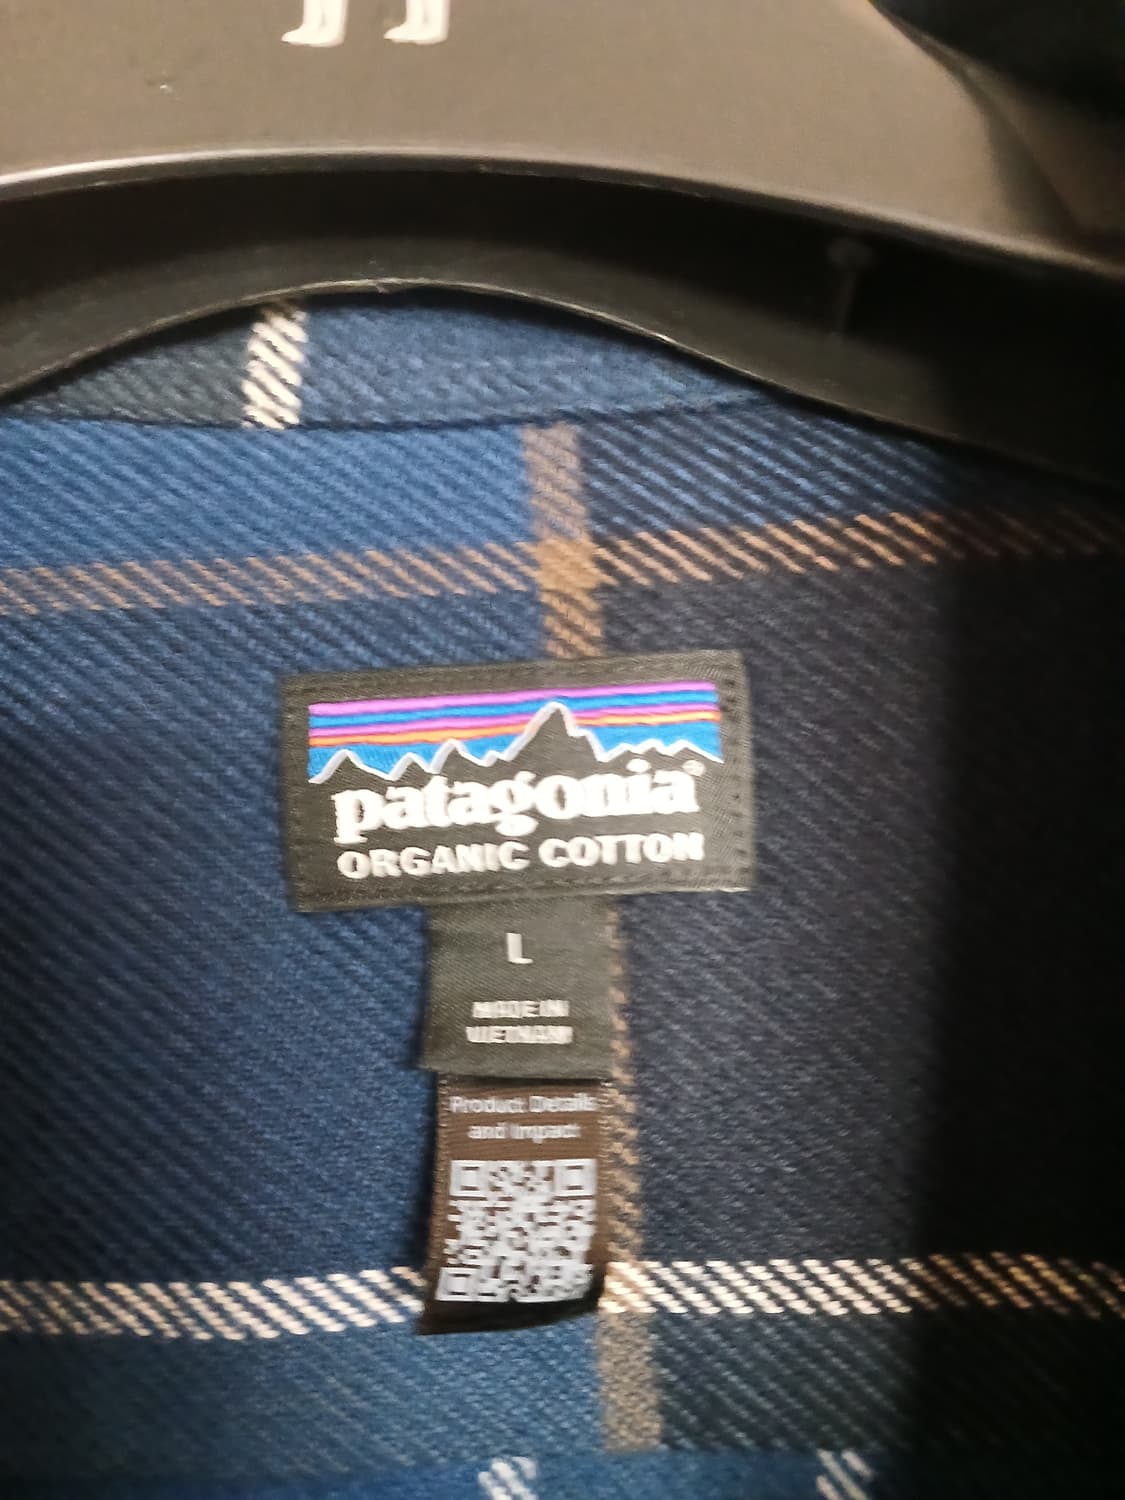 patagonia®
ORGANIC COTTON
L
MADE IN
VIETNAM
Product Details
and Impact